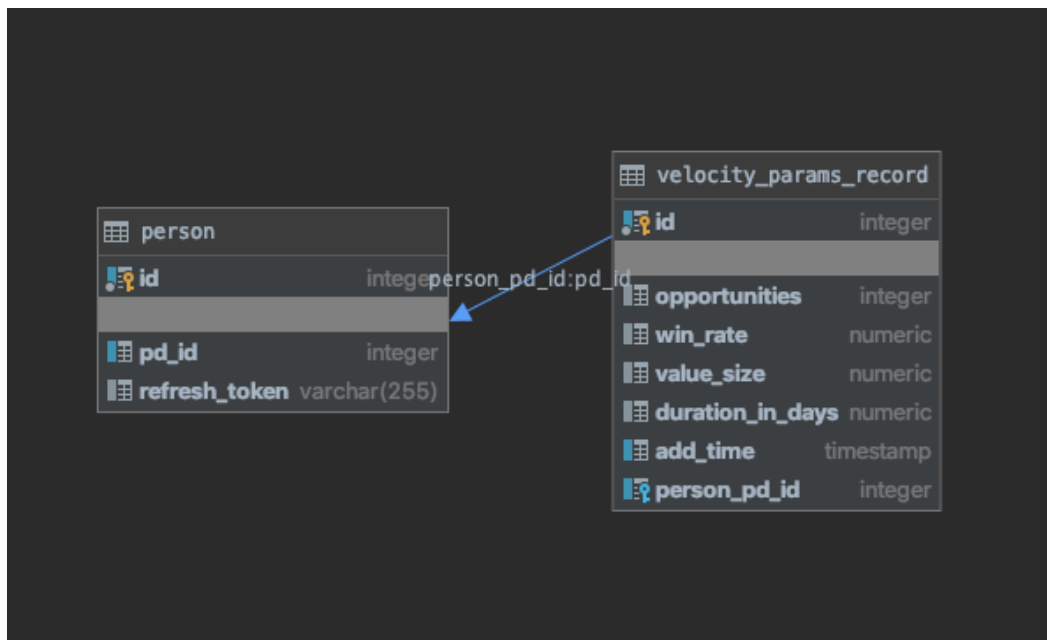 person
id integer
pd_id integer
refresh_token varchar(255)
person_pd_id:pd_id
velocity_params_record
id integer
opportunities integer
win_rate numeric
value_size numeric
duration_in_days numeric
add_time timestamp
person_pd_id integer